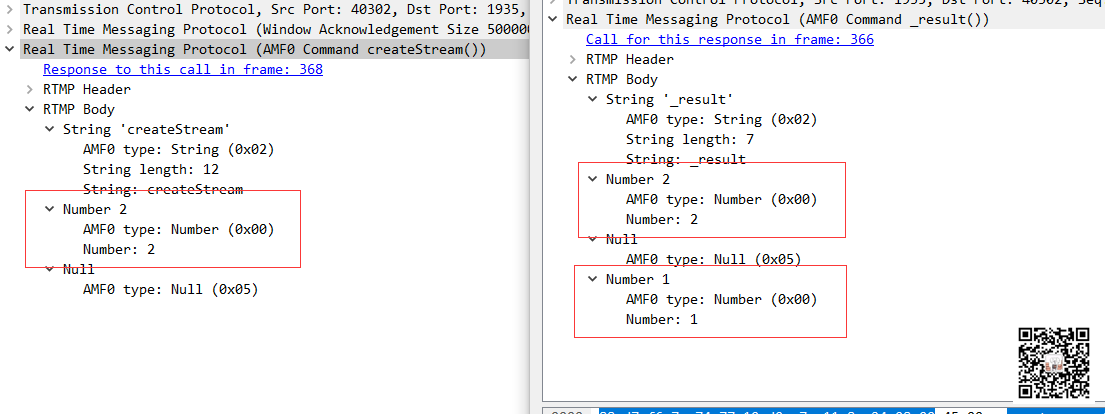 Transmission Control Protocol, Src Port: 40302, Dst Port: 1935,
Real Time Messaging Protocol (Window Acknowledgement Size 500000
Real Time Messaging Protocol (AMF0 Command createStream())
Response to this call in frame: 368
RTMP Header
RTMP Body
String 'createStream'
AMF0 type: String (0x02)
String length: 12
String: createStream
Number 2
AMF0 type: Number (0x00)
Number: 2
Null
AMF0 type: Null (0x05)
Transmission Control Protocol, Src Port: 1935, Dst Port: 40302, Seq
Real Time Messaging Protocol (AMF0 Command _result())
Call for this response in frame: 366
RTMP Header
RTMP Body
String '_result'
AMF0 type: String (0x02)
String length: 7
String: _result
Number 2
AMF0 type: Number (0x00)
Number: 2
Null
AMF0 type: Null (0x05)
Number 1
AMF0 type: Number (0x00)
Number: 1